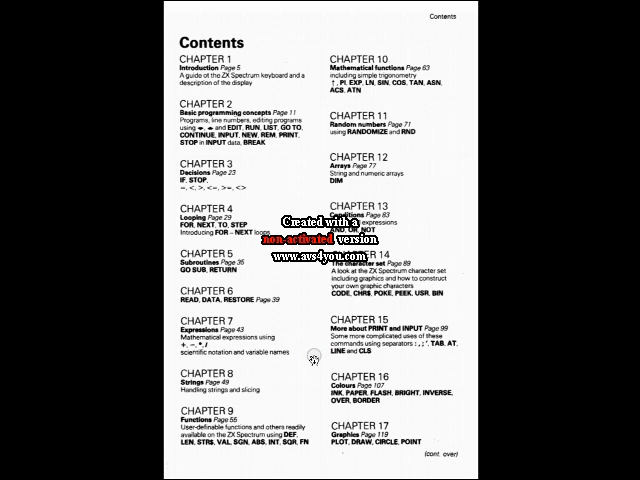 Contents
Contents
CHAPTER 1
Introduction Page 5
A guide ot the ZX Spectrum keyboard and a
description of the display
CHAPTER 2
Basic programming concepts Page 11
Programs, line numbers, editing programs
using and EDIT, RUN, LIST, GO TO,
CONTINUE, INPUT, NEW, REM, PRINT,
STOP in INPUT data, BREAK
CHAPTER 3
Decisions Page 23
IF, STOP,
=, <, >, <=, >=, <>
CHAPTER 4
Looping Page 29
FOR, NEXT, TO, STEP
Introducing FOR – NEXT loops
CHAPTER 5
Subroutines Page 35
GO SUB, RETURN
CHAPTER 6
READ, DATA, RESTORE Page 39
CHAPTER 7
Expressions Page 43
Mathematical expressions using
+, –, *, /
scientific notation and variable names
CHAPTER 8
Strings Page 49
Handling strings and slicing
CHAPTER 9
Functions Page 55
User-definable functions and others readily
available on the ZX Spectrum using DEF,
LEN, STR$, VAL, SGN, ABS, INT, SQR, FN
CHAPTER 10
Mathematical functions Page 63
including simple trigonometry
↑, PI, EXP, LN, SIN, COS, TAN, ASN,
ACS, ATN
CHAPTER 11
Random numbers Page 71
using RANDOMIZE and RND
CHAPTER 12
Arrays Page 77
String and numeric arrays
DIM
CHAPTER 13
Conditions Page 83
expressions
AND, OR, NOT
CHAPTER 14
The character set Page 89
A look at the ZX Spectrum character set
including graphics and how to construct
your own graphic characters
CODE, CHR$, POKE, PEEK, USR, BIN
CHAPTER 15
More about PRINT and INPUT Page 99
Some more complicated uses of these
commands using separators : , ; ', TAB, AT,
LINE and CLS
CHAPTER 16
Colours Page 107
INK, PAPER, FLASH, BRIGHT, INVERSE,
OVER, BORDER
CHAPTER 17
Graphics Page 119
PLOT, DRAW, CIRCLE, POINT
(cont. over)
Created with a
non-activated version
www.avs4you.com